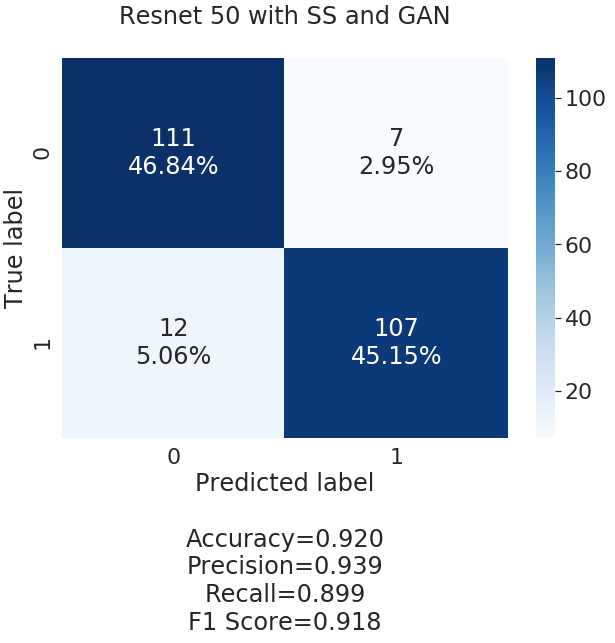 Resnet 50 with SS and GAN
111
46.84%
7
2.95%
12
5.06%
107
45.15%
0
1
True label
0
1
Predicted label
100
80
60
40
20
Accuracy=0.920
Precision=0.939
Recall=0.899
F1 Score=0.918